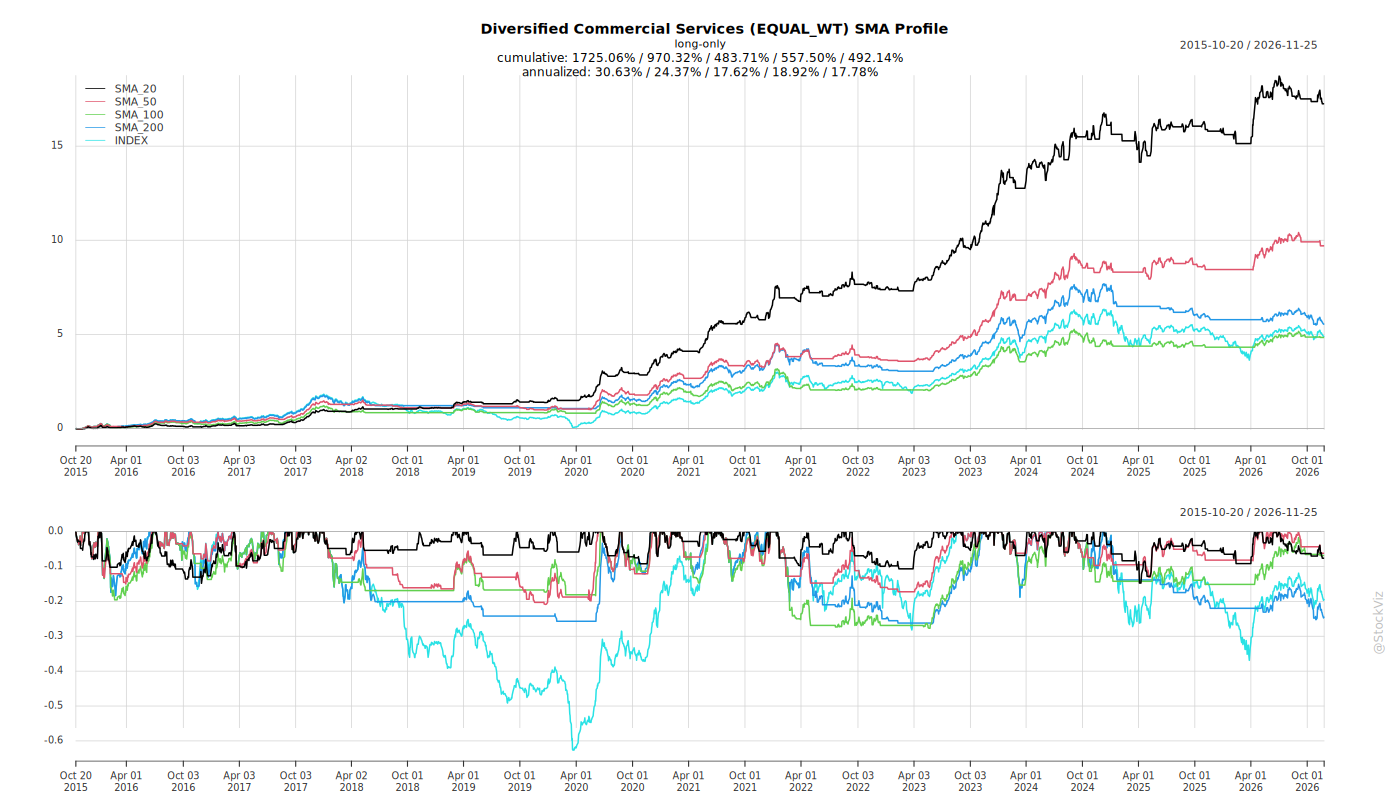 Diversified Commercial Services (EQUAL_WT) SMA Profile
long-only
cumulative: 1725.06% / 970.32% / 483.71% / 557.50% / 492.14%
annualized: 30.63% / 24.37% / 17.62% / 18.92% / 17.78%
2015-10-20 / 2026-11-25
SMA_20
SMA_50
SMA_100
SMA_200
INDEX
15
10
5
0
Oct 20 Apr 01 Oct 03 Apr 03 Oct 03 Apr 02 Oct 01 Apr 01 Oct 01 Apr 01 Oct 01 Apr 01 Oct 01 Apr 01 Oct 03 Apr 03 Oct 03 Apr 01 Oct 01 Apr 01 Oct 01 Apr 01 Oct 01
2015 2016 2016 2017 2017 2018 2018 2019 2019 2020 2020 2021 2021 2022 2022 2023 2023 2024 2024 2025 2025 2026 2026
2015-10-20 / 2026-11-25
0.0
-0.1
-0.2
-0.3
-0.4
-0.5
-0.6
Oct 20 Apr 01 Oct 03 Apr 03 Oct 03 Apr 02 Oct 01 Apr 01 Oct 01 Apr 01 Oct 01 Apr 01 Oct 01 Apr 01 Oct 03 Apr 03 Oct 03 Apr 01 Oct 01 Apr 01 Oct 01 Apr 01 Oct 01
2015 2016 2016 2017 2017 2018 2018 2019 2019 2020 2020 2021 2021 2022 2022 2023 2023 2024 2024 2025 2025 2026 2026
@StockViz